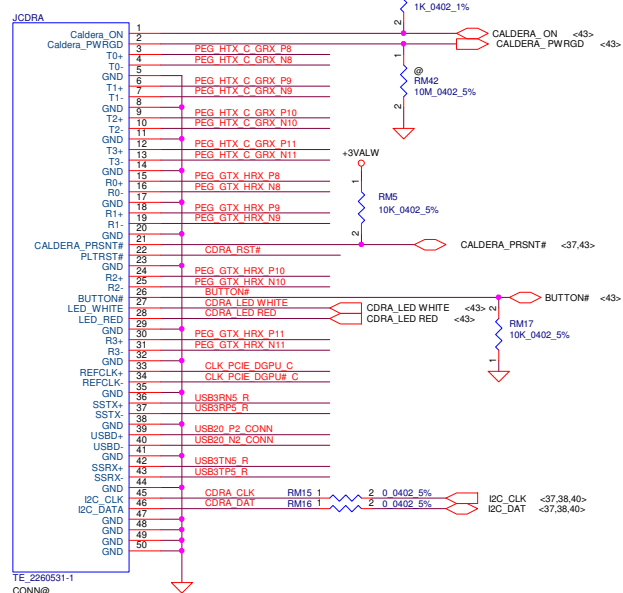 1K_0402_1%
2
JCDRA
Caldera_ON 1 CALDERA_ON <43>
Caldera_PWRGD 2 CALDERA_PWRGD <43>
T0+ 3 PEG_HTX_C_GRX_P8 1
T0- 4 PEG_HTX_C_GRX_N8 @
GND 5 RM42
T1+ 6 PEG_HTX_C_GRX_P9 10M_0402_5%
T1- 7 PEG_HTX_C_GRX_N9
GND 8 2
T2+ 9 PEG_HTX_C_GRX_P10
T2- 10 PEG_HTX_C_GRX_N10
GND 11
T3+ 12 PEG_HTX_C_GRX_P11
T3- 13 PEG_HTX_C_GRX_N11 +3VALW
GND 14
R0+ 15 PEG_GTX_HRX_P8 1
R0- 16 PEG_GTX_HRX_N8 RM5
GND 17 10K_0402_5%
R1+ 18 PEG_GTX_HRX_P9
R1- 19 PEG_GTX_HRX_N9
GND 20 2
CALDERA_PRSNT# 21 CALDERA_PRSNT# <37,43>
PLTRST# 22 CDRA_RST#
GND 23
R2+ 24 PEG_GTX_HRX_P10
R2- 25 PEG_GTX_HRX_N10
BUTTON# 26 BUTTON# BUTTON# <43>
LED_WHITE 27 CDRA_LED WHITE CDRA_LED WHITE <43> 2
LED_RED 28 CDRA_LED RED CDRA_LED RED <43>
GND 29 RM17
R3+ 30 PEG_GTX_HRX_P11 10K_0402_5%
R3- 31 PEG_GTX_HRX_N11
GND 32 1
REFCLK+ 33 CLK_PCIE_DGPU_C
REFCLK- 34 CLK_PCIE_DGPU#_C
GND 35
SSTX+ 36 USB3RN5_R
SSTX- 37 USB3RP5_R
GND 38
USBD+ 39 USB20_P2_CONN
USBD- 40 USB20_N2_CONN
GND 41
SSRX+ 42 USB3TN5_R
SSRX- 43 USB3TP5_R
GND 44
I2C_CLK 45 CDRA_CLK RM15 1 2 0_0402_5% I2C_CLK <37,38,40>
I2C_DATA 46 CDRA_DAT RM16 1 2 0_0402_5% I2C_DAT <37,38,40>
GND 47
GND 48
GND 49
GND 50
TE_2260531-1
CONN@